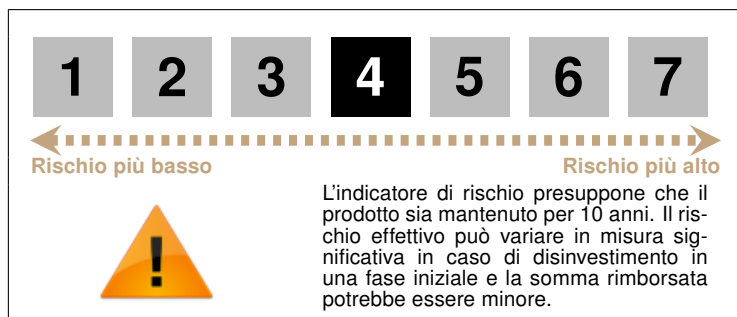 1 2 3 4 5 6 7
Rischio più basso Rischio più alto
L'indicatore di rischio presuppone che il
prodotto sia mantenuto per 10 anni. Il ris-
chio effettivo può variare in misura sig-
nificativa in caso di disinvestimento in
una fase iniziale e la somma rimborsata
potrebbe essere minore.